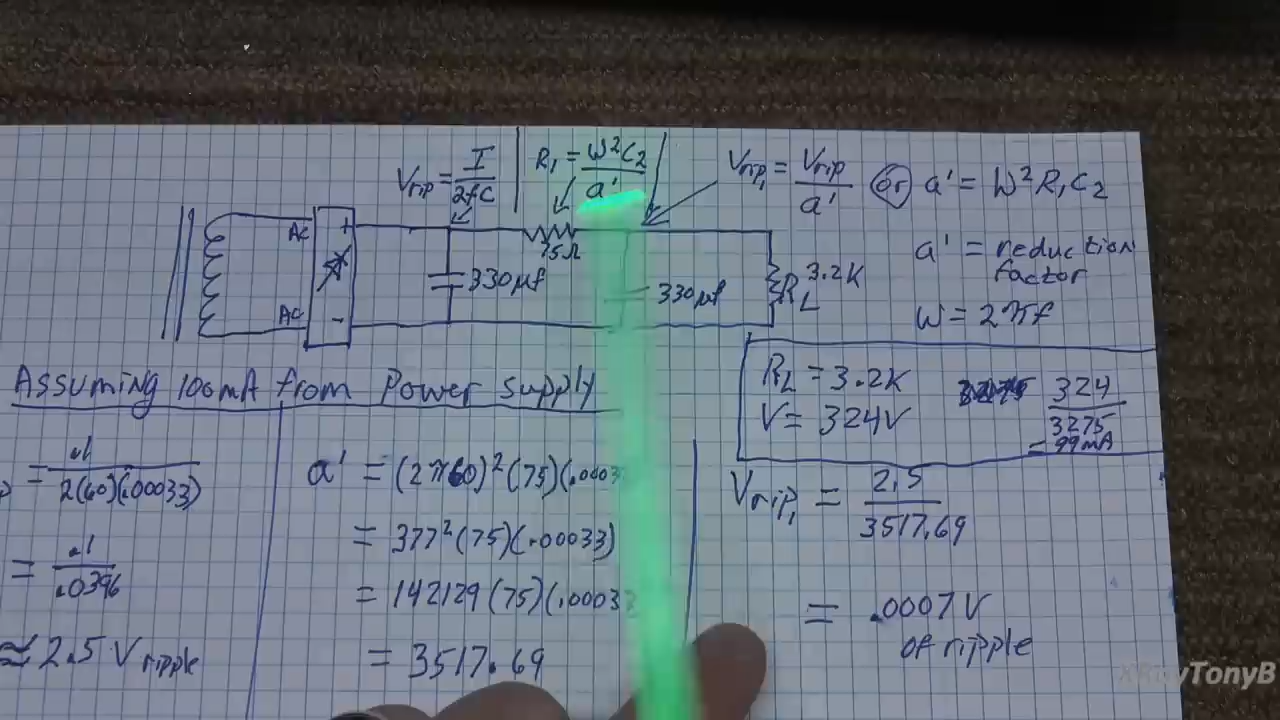 Vrip = I / 2fC
R1 = W²C2 / a'
Vrip1 = Vrip / a' or a' = W²R1C2
a' = reduction factor
W = 2πf
AC + 
AC -
75Ω
330µf
330µf
RL 3.2K
RL = 3.2K
V = 324V
324 / 3275 = 99mA
Assuming 100mA from Power Supply
= .1 / 2(60)(.00033)
= .1 / .0396
≈ 2.5 V ripple
a' = (2π60)²(75)(.0003
= 377²(75)(.00033)
= 142129(75)(.0003
= 3517.69
Vrip1 = 2.5 / 3517.69
= .0007V
of ripple
XRayTonyB